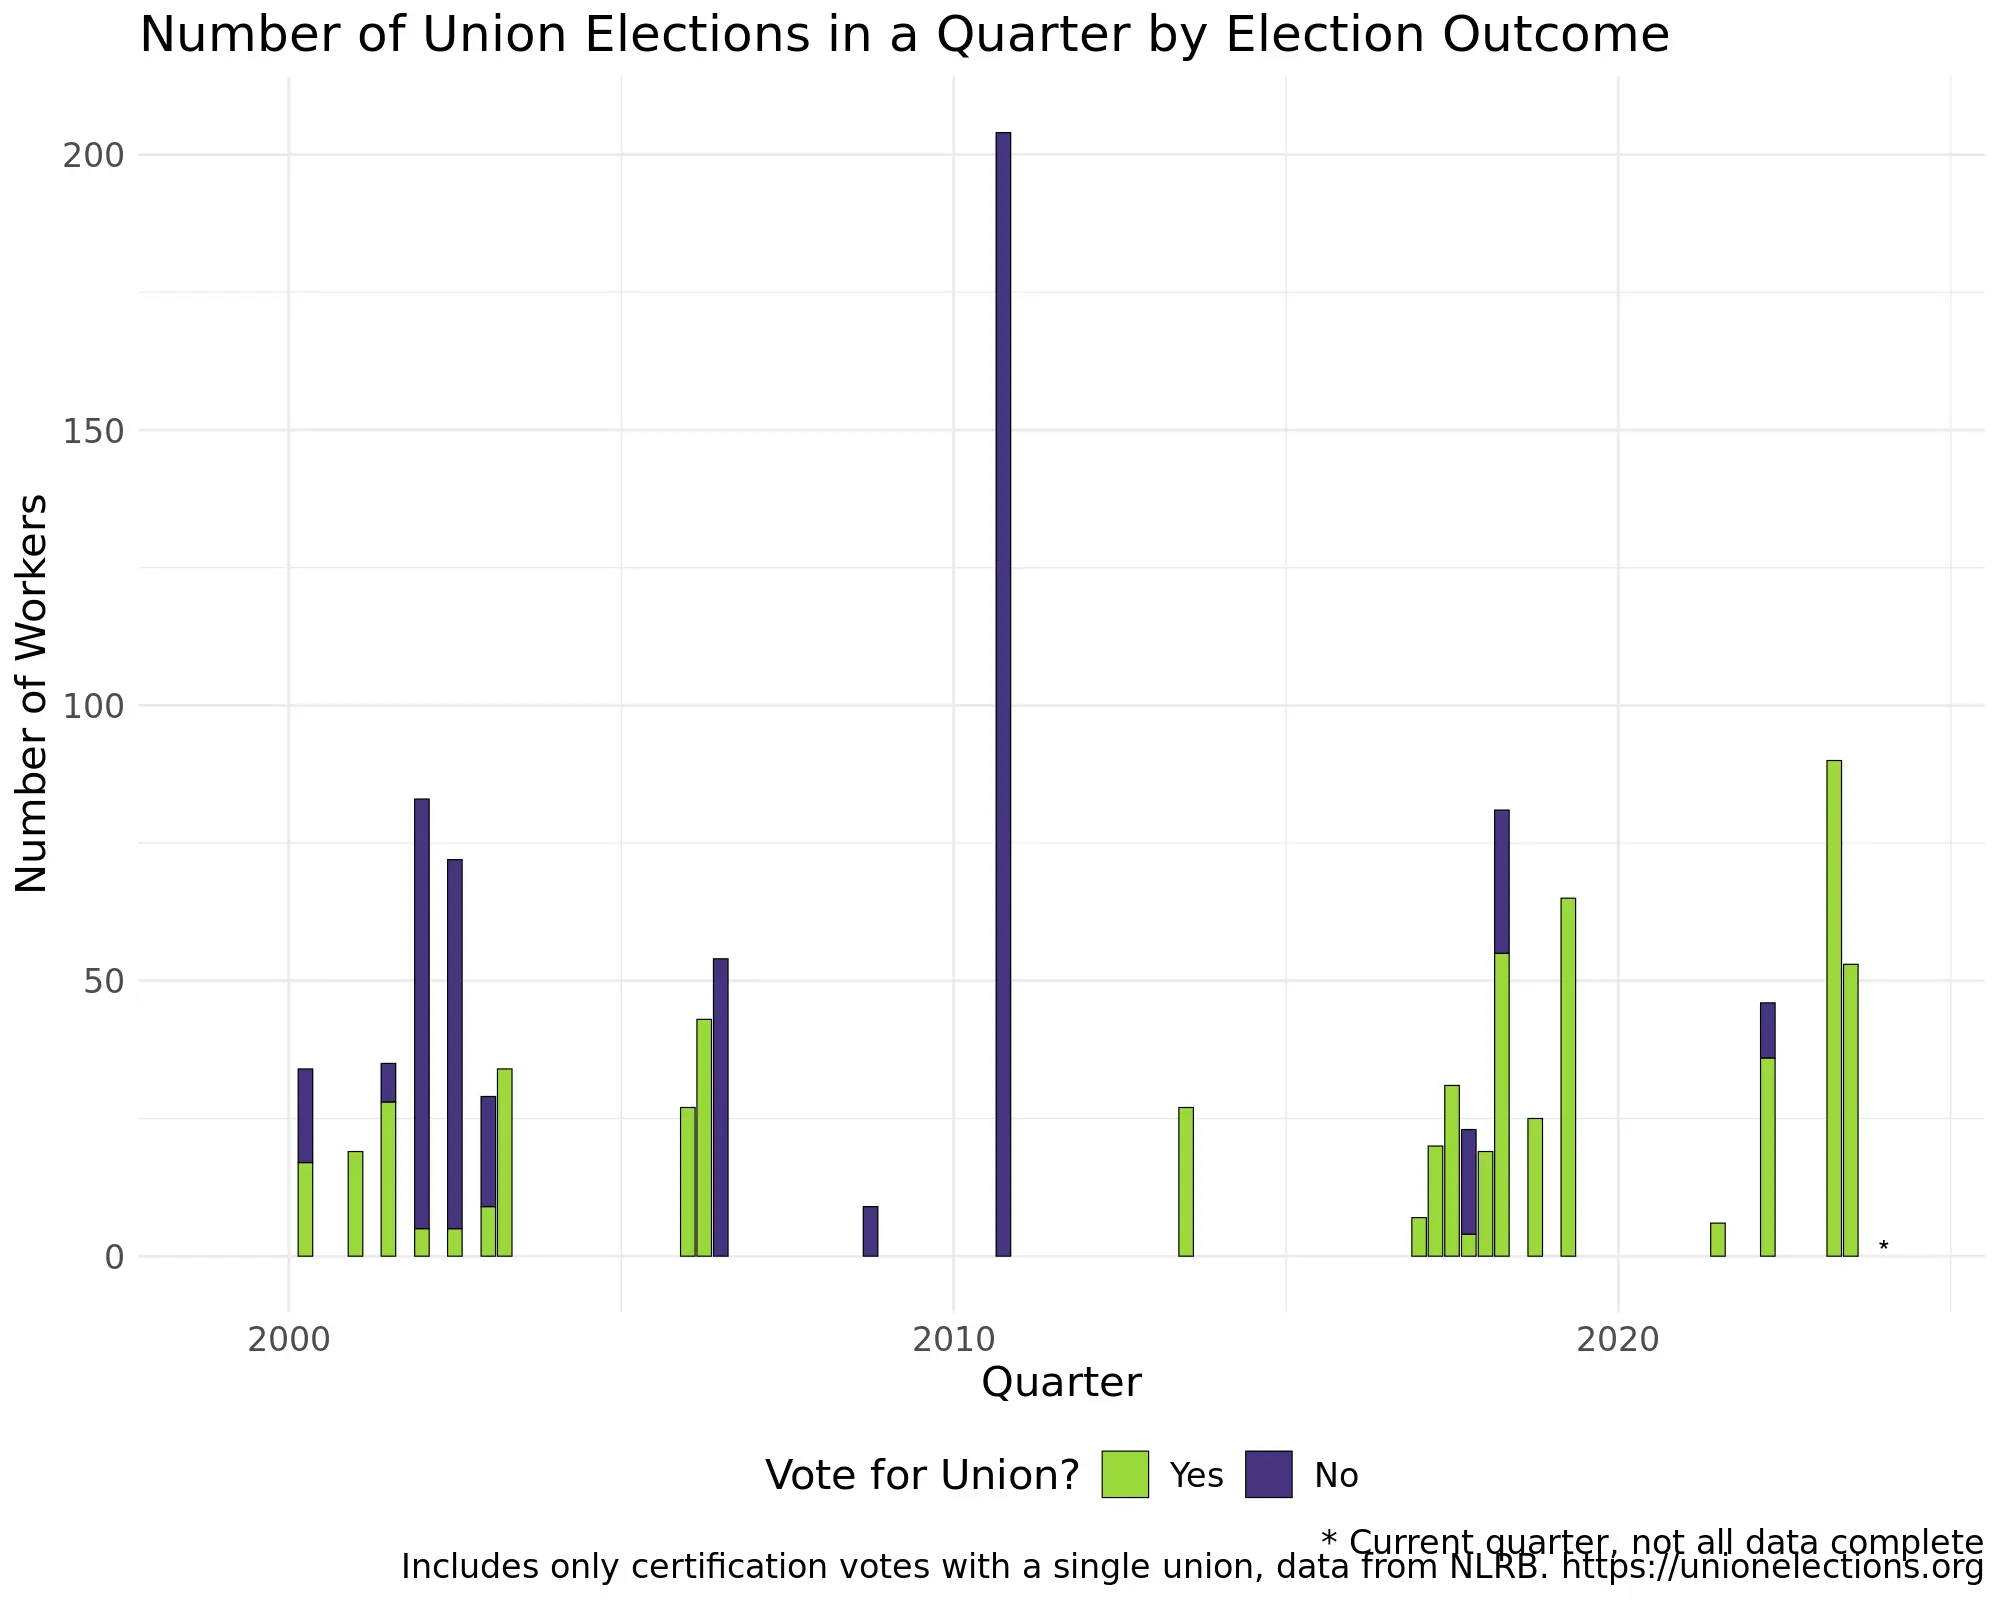 Number of Union Elections in a Quarter by Election Outcome
Number of Workers
200
150
100
50
0
*
2000 2010 2020
Quarter
Vote for Union? Yes No
* Current quarter, not all data complete
Includes only certification votes with a single union, data from NLRB. https://unionelections.org